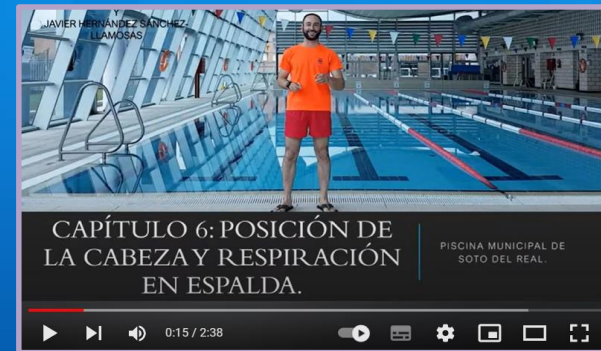 Y
JAVIER HERNÁNDEZ SÁNCHEZ-
LLAMOSAS
CAPÍTULO 6: POSICIÓN DE
LA CABEZA Y RESPIRACIÓN
EN ESPALDA.
PISCINA MUNICIPAL DE
SOTO DEL REAL.
0:15 / 2:38